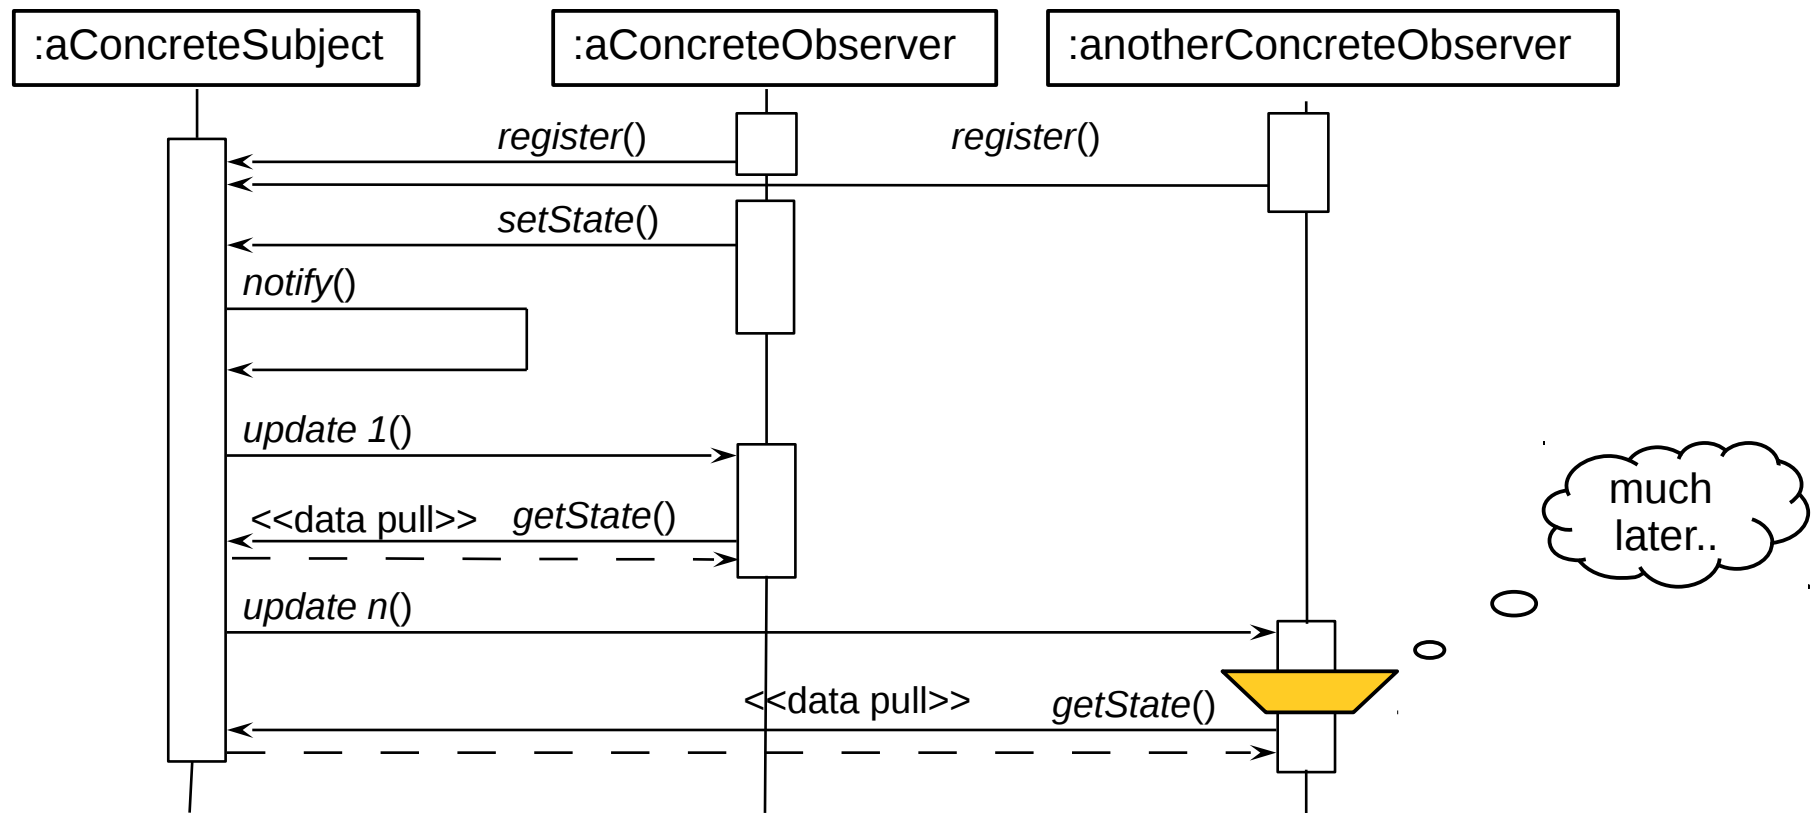 :aConcreteSubject
:aConcreteObserver
:anotherConcreteObserver
register()
register()
setState()
notify()
update 1()
<<data pull>>
getState()
update n()
<<data pull>>
getState()
much
later..